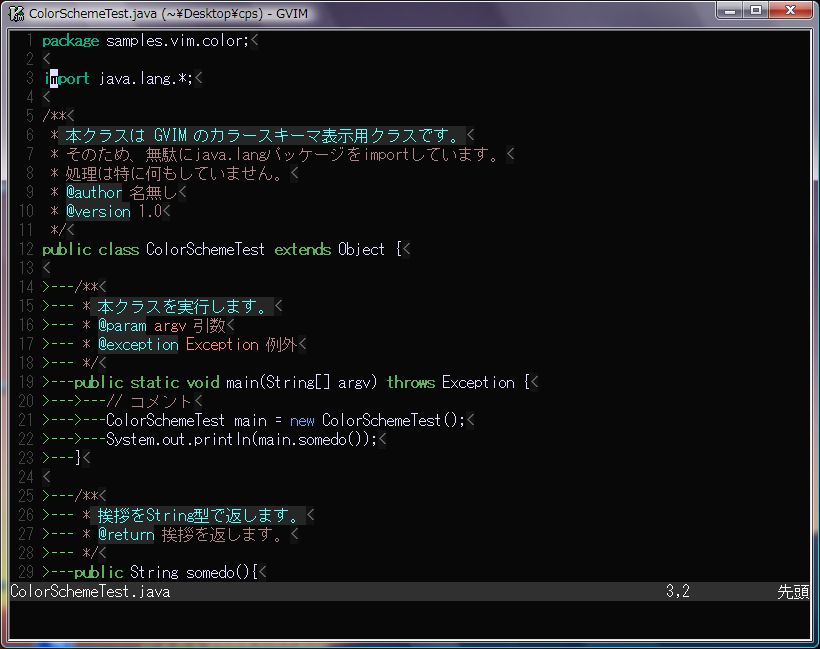 ColorSchemeTest.java (~¥Desktop¥cps) - GVIM
1 package samples.vim.color;<
2 <
3 import java.lang.*;<
4 <
5 /**<
6  * 本クラスは GVIM のカラースキーマ表示用クラスです。<
7  * そのため、無駄にjava.langパッケージをimportしています。<
8  * 処理は特に何もしていません。<
9  * @author 名無し<
10  * @version 1.0<
11  */<
12 public class ColorSchemeTest extends Object {<
13 <
14 >---/**<
15 >--- * 本クラスを実行します。<
16 >--- * @param argv 引数<
17 >--- * @exception Exception 例外<
18 >--- */<
19 >---public static void main(String[] argv) throws Exception {<
20 >--->---// コメント<
21 >--->---ColorSchemeTest main = new ColorSchemeTest();<
22 >--->---System.out.println(main.somedo());<
23 >---}<
24 <
25 >---/**<
26 >--- * 挨拶をString型で返します。<
27 >--- * @return 挨拶を返します。<
28 >--- */<
29 >---public String somedo(){<
ColorSchemeTest.java 3,2 先頭